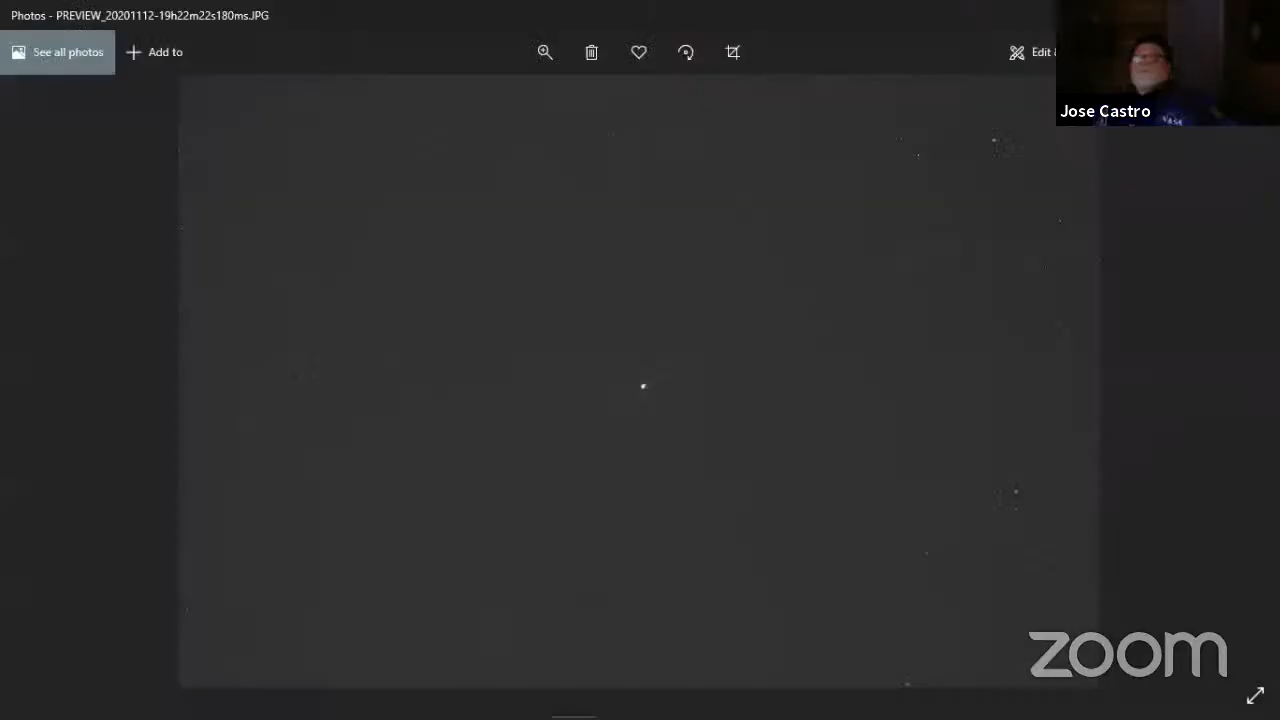 Photos - PREVIEW_20201112-19h22m22s180ms.JPG
See all photos
Add to
Edit &
Jose Castro
zoom